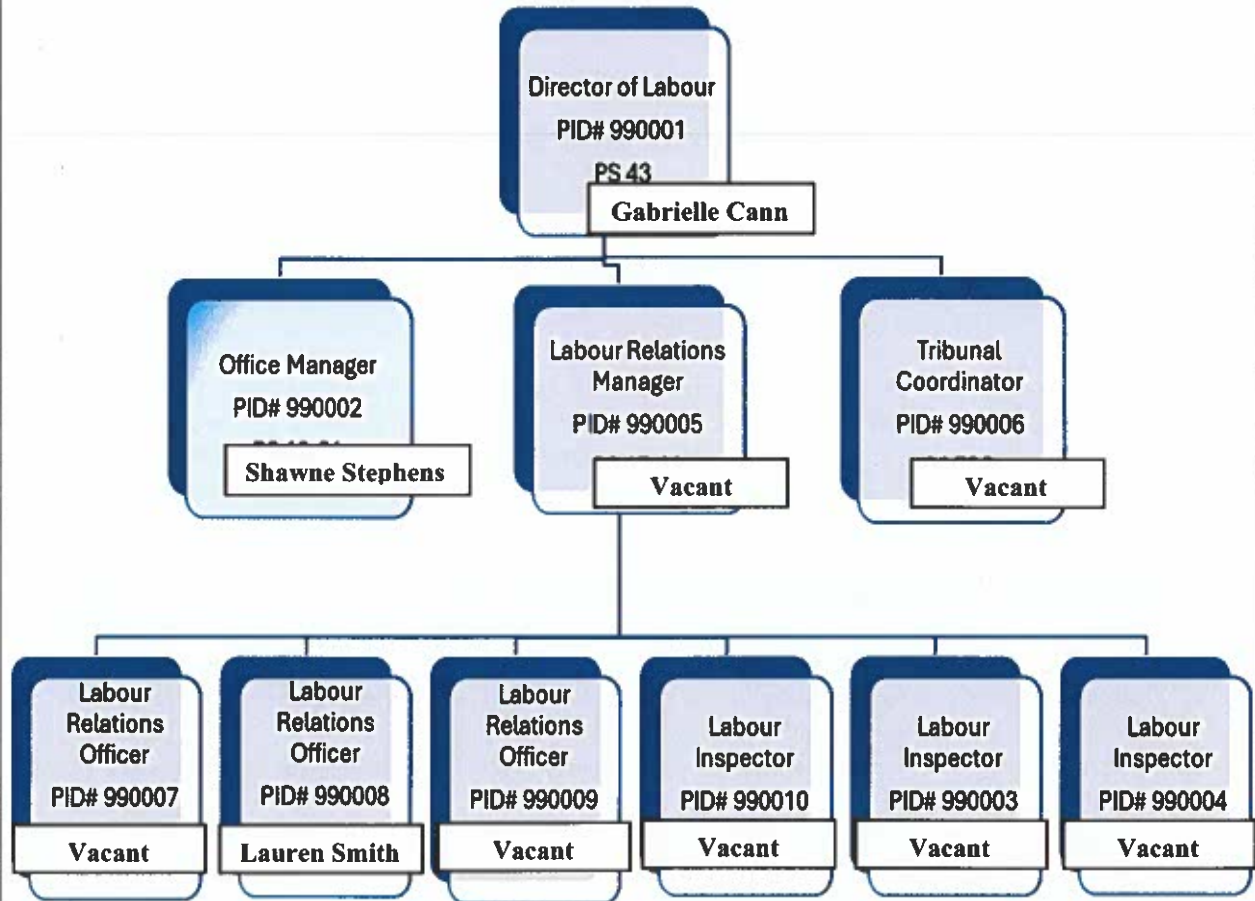 Director of Labour
PID# 990001
PS 43
Gabrielle Cann
Office Manager
PID# 990002
Shawne Stephens
Labour Relations
Manager
PID# 990005
Vacant
Tribunal
Coordinator
PID# 990006
Vacant
Labour
Relations
Officer
PID# 990007
Vacant
Labour
Relations
Officer
PID# 990008
Lauren Smith
Labour
Relations
Officer
PID# 990009
Vacant
Labour
Inspector
PID# 990010
Vacant
Labour
Inspector
PID# 990003
Vacant
Labour
Inspector
PID# 990004
Vacant